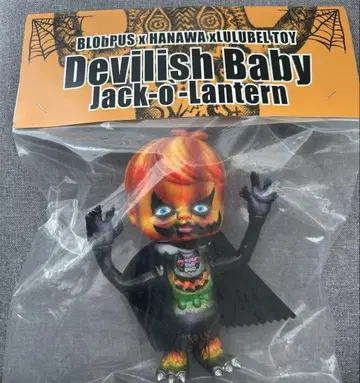 BLObPUS x HANAWA xLULUBEL TOY
Devilish Baby
Jack-o'-Lantern